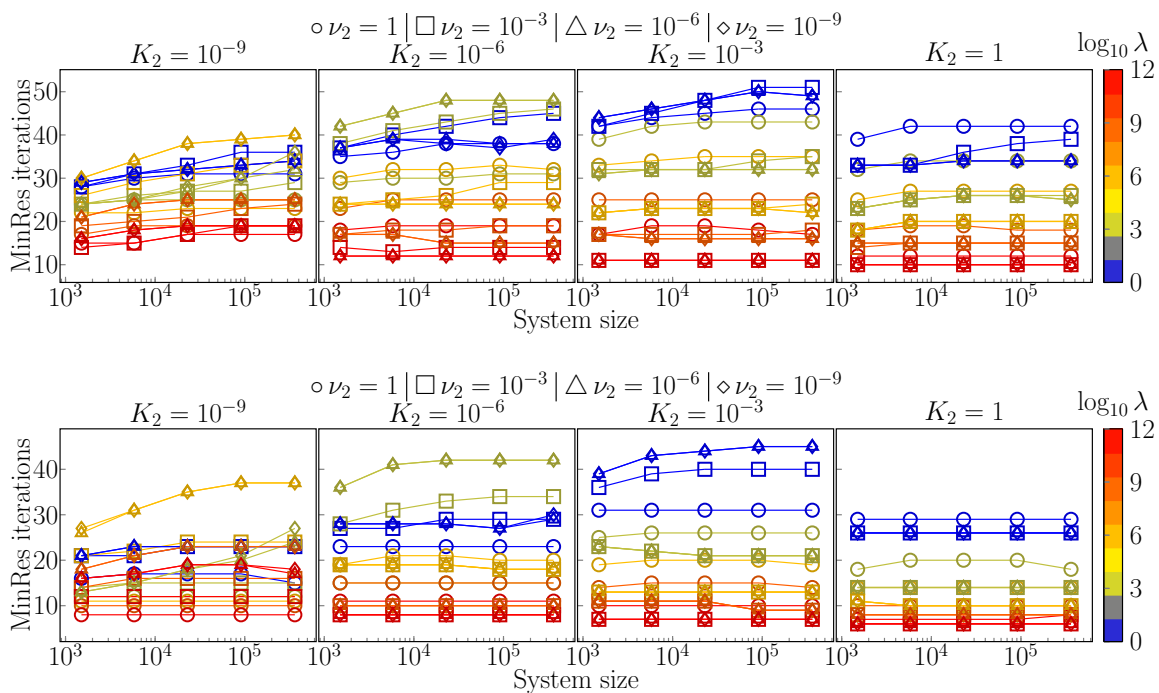 ○ ν₂ = 1 | □ ν₂ = 10⁻³ | △ ν₂ = 10⁻⁶ | ⋄ ν₂ = 10⁻⁹
K₂ = 10⁻⁹ K₂ = 10⁻⁶ K₂ = 10⁻³ K₂ = 1 log₁₀ λ
MinRes iterations
50
40
30
20
10
12
9
6
3
0
10³ 10⁴ 10⁵ 10³ 10⁴ 10⁵ 10³ 10⁴ 10⁵ 10³ 10⁴ 10⁵
System size
○ ν₂ = 1 | □ ν₂ = 10⁻³ | △ ν₂ = 10⁻⁶ | ⋄ ν₂ = 10⁻⁹
K₂ = 10⁻⁹ K₂ = 10⁻⁶ K₂ = 10⁻³ K₂ = 1 log₁₀ λ
MinRes iterations
40
30
20
10
12
9
6
3
0
10³ 10⁴ 10⁵ 10³ 10⁴ 10⁵ 10³ 10⁴ 10⁵ 10³ 10⁴ 10⁵
System size